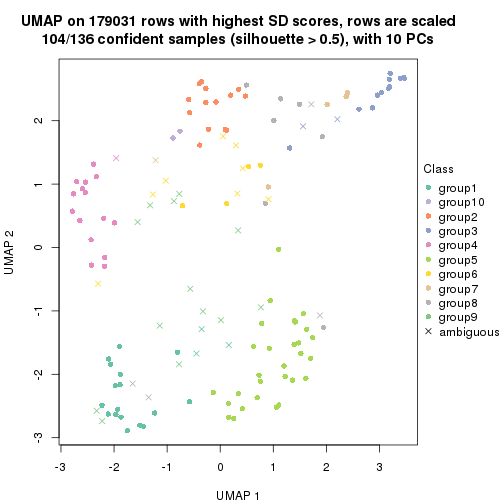 UMAP on 179031 rows with highest SD scores, rows are scaled
104/136 confident samples (silhouette > 0.5), with 10 PCs
UMAP 2
2
1
0
-1
-2
-3
-3
-2
-1
0
1
2
3
UMAP 1
Class
group1
group10
group2
group3
group4
group5
group6
group7
group8
group9
ambiguous